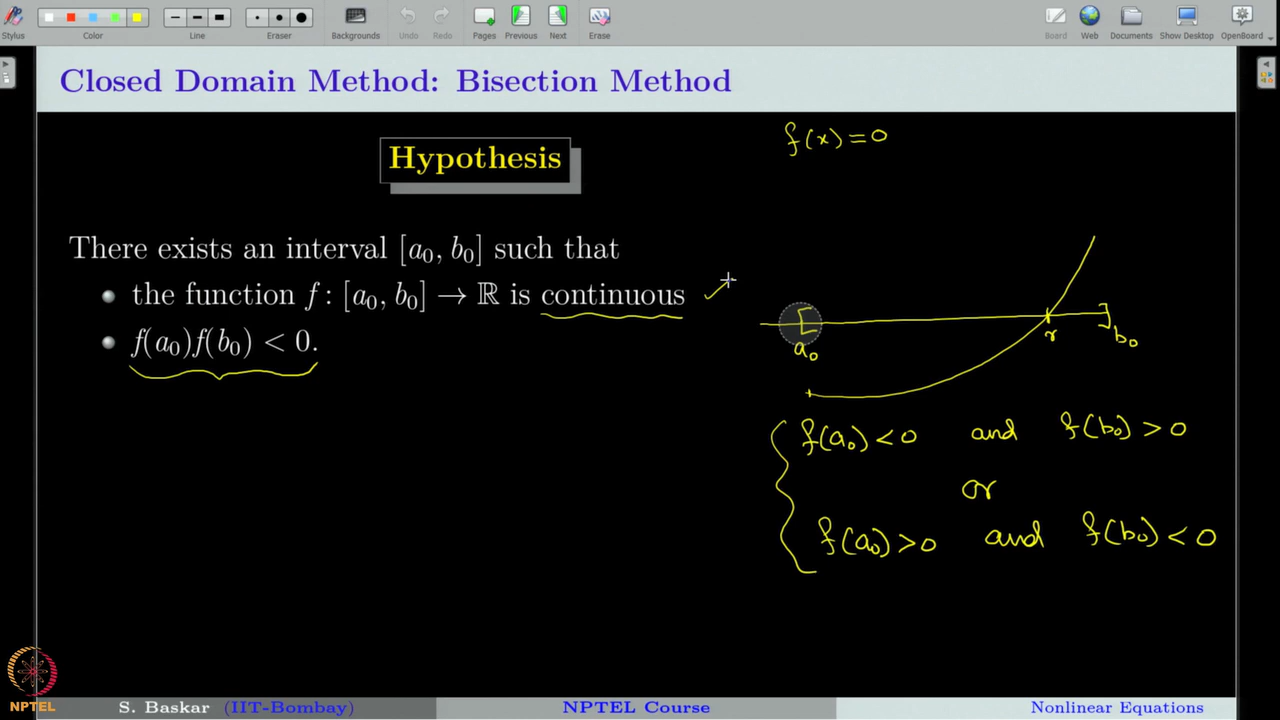 Stylus Color Line Eraser Backgrounds Undo Redo Pages Previous Next Erase Board Web Documents Show Desktop OpenBoard
Closed Domain Method: Bisection Method
Hypothesis
f(x)=0
There exists an interval [a₀, b₀] such that
the function f : [a₀, b₀] → ℝ is continuous ✓
f(a₀)f(b₀) < 0.
a₀ r b₀
f(a₀)<0 and f(b₀) >0
or
f(a₀)>0 and f(b₀)<0
NPTEL
S. Baskar (IIT-Bombay) NPTEL Course Nonlinear Equations